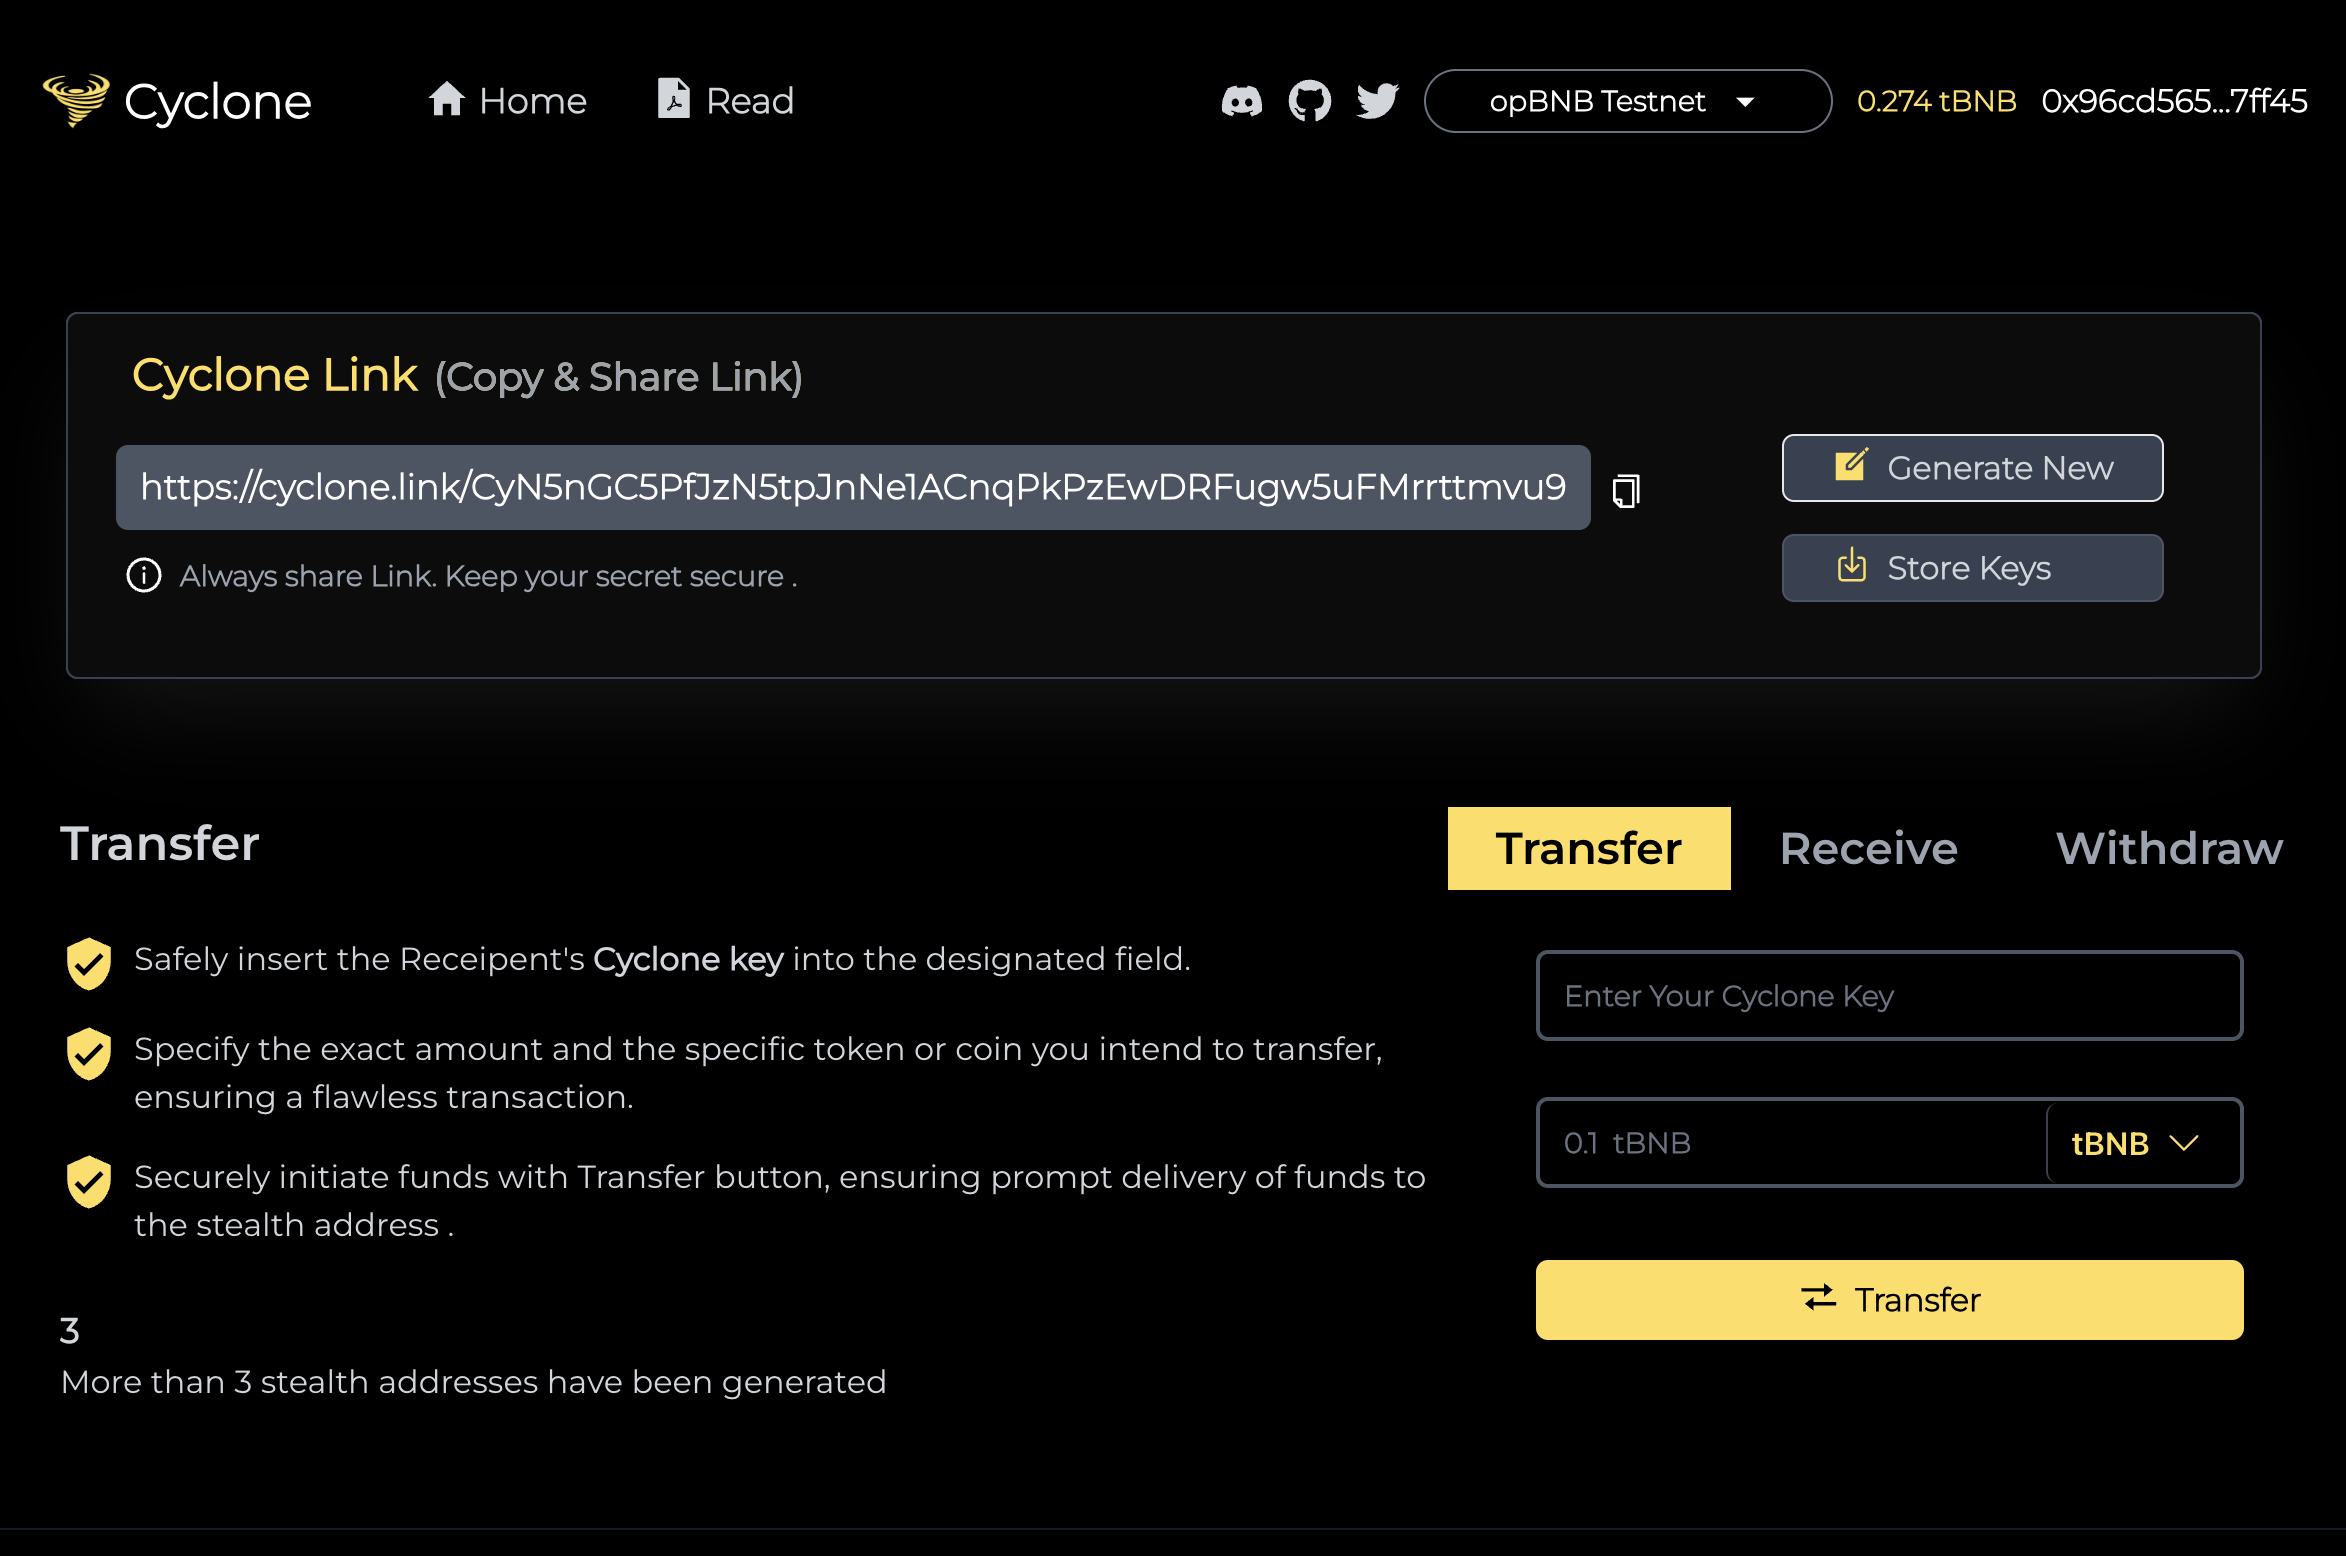 Cyclone
Home
Read
opBNB Testnet
0.274 tBNB
0x96cd565...7ff45
Cyclone Link (Copy & Share Link)
https://cyclone.link/CyN5nGC5PfJzN5tpJnNe1ACnqPkPzEwDRFugw5uFMrrttmvu9
Always share Link. Keep your secret secure .
Generate New
Store Keys
Transfer
Safely insert the Receipent's Cyclone key into the designated field.
Specify the exact amount and the specific token or coin you intend to transfer,
ensuring a flawless transaction.
Securely initiate funds with Transfer button, ensuring prompt delivery of funds to
the stealth address .
3
More than 3 stealth addresses have been generated
Transfer
Receive
Withdraw
Enter Your Cyclone Key
0.1 tBNB
tBNB
Transfer